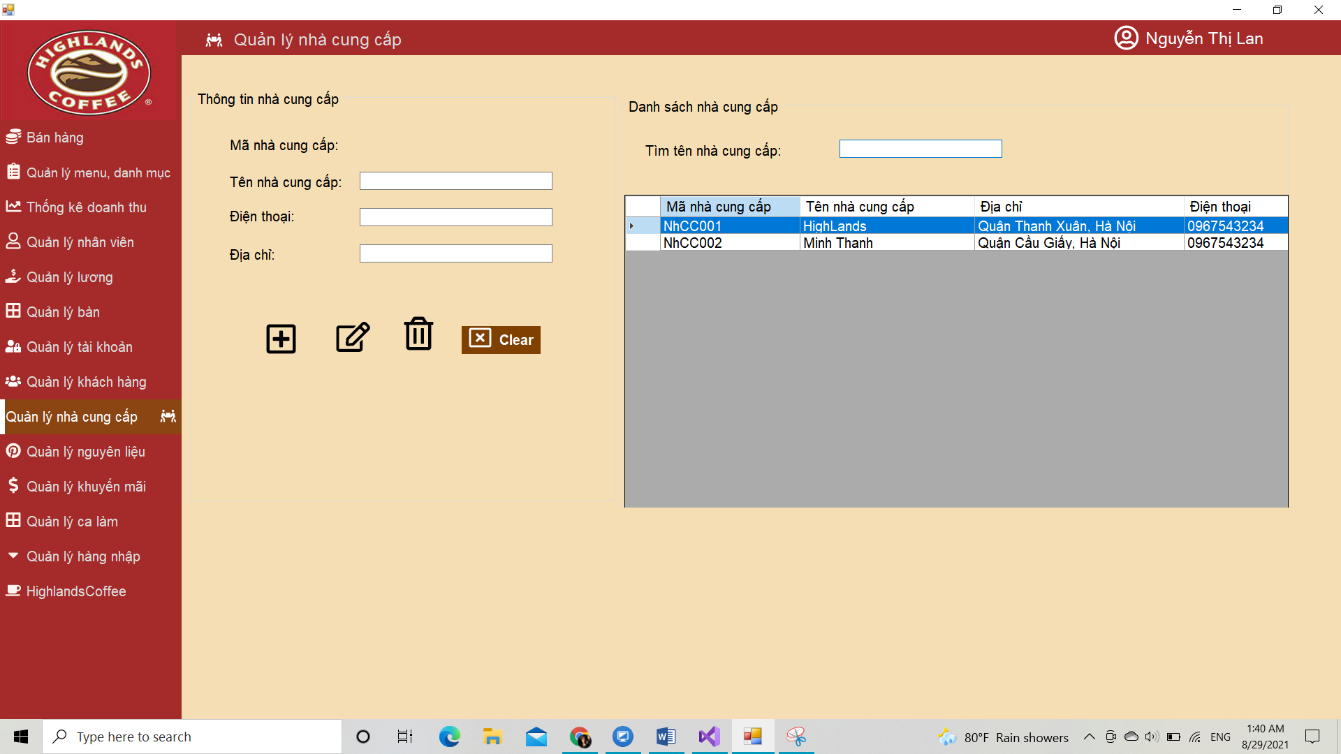 Quản lý nhà cung cấp
Nguyễn Thị Lan
HIGHLANDS
COFFEE
®
Bán hàng
Quản lý menu, danh mục
Thống kê doanh thu
Quản lý nhân viên
Quản lý lương
Quản lý bàn
Quản lý tài khoản
Quản lý khách hàng
Quản lý nhà cung cấp
Quản lý nguyên liệu
Quản lý khuyến mãi
Quản lý ca làm
Quản lý hàng nhập
HighlandsCoffee
Thông tin nhà cung cấp
Mã nhà cung cấp:
Tên nhà cung cấp:
Điện thoại:
Địa chỉ:
Clear
Danh sách nhà cung cấp
Tìm tên nhà cung cấp:
Mã nhà cung cấp Tên nhà cung cấp Địa chỉ Điện thoại
NhCC001 HighLands Quận Thanh Xuân, Hà Nội 0967543234
NhCC002 Minh Thanh Quận Cầu Giấy, Hà Nội 0967543234
Type here to search
80°F Rain showers
ENG
1:40 AM
8/29/2021